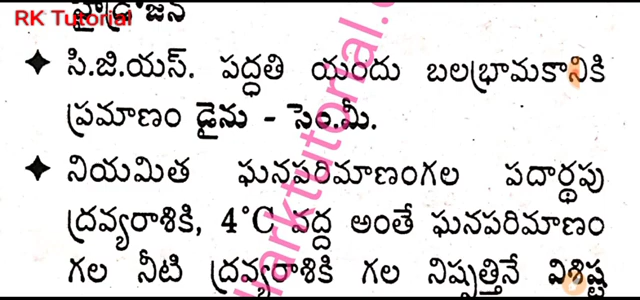 హైడ్రోజన్
RK Tutorial
✦ సి.జి.యస్. పద్ధతి యందు బలభ్రామకానికి
ప్రమాణం డైను - సెం.మీ.
✦ నియమిత ఘనపరిమాణంగల పదార్థపు
ద్రవ్యరాశికి, 4°C వద్ద అంతే ఘనపరిమాణం
గల నీటి ద్రవ్యరాశికి గల నిష్పత్తినే విశిష్ట